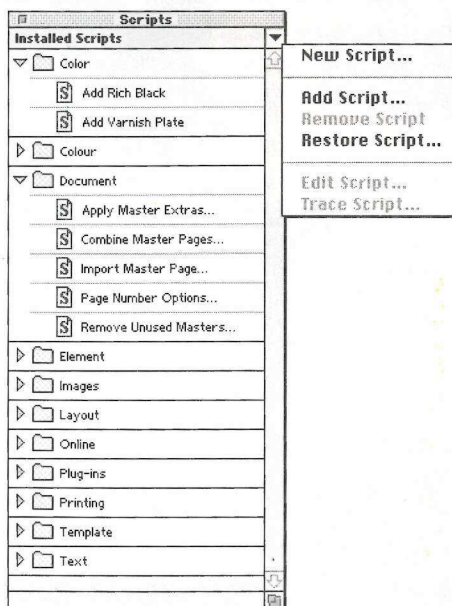 Scripts
Installed Scripts
Color
Add Rich Black
Add Varnish Plate
Colour
Document
Apply Master Extras...
Combine Master Pages...
Import Master Page...
Page Number Options...
Remove Unused Masters...
Element
Images
Layout
Online
Plug-ins
Printing
Template
Text
New Script...
Add Script...
Remove Script
Restore Script...
Edit Script...
Trace Script...